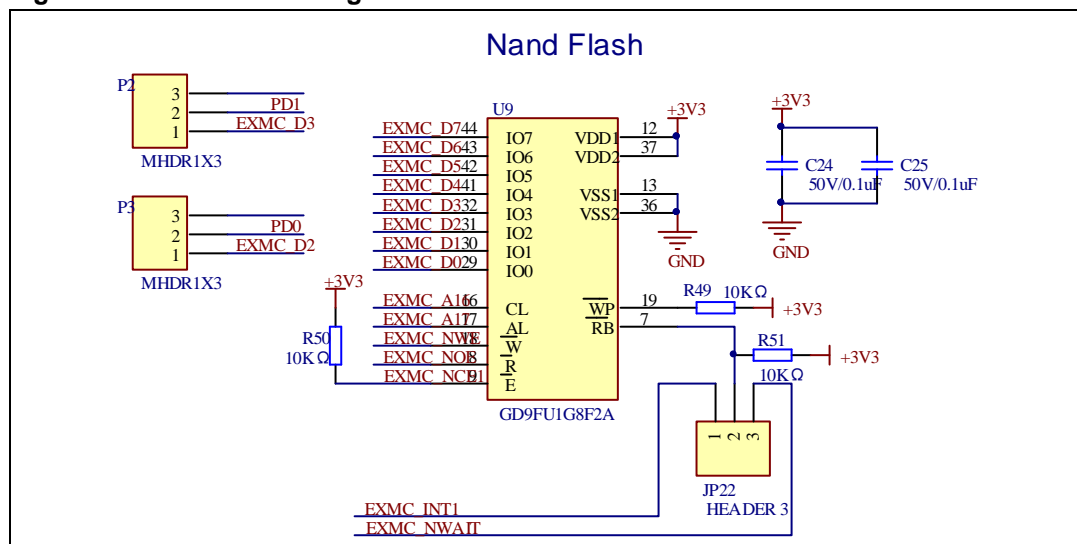 Nand Flash
P2
3
2 PD1
1 EXMC_D3
MHDR1X3
P3
3
2 PD0
1 EXMC_D2
MHDR1X3
U9
EXMC_D7 44 IO7
EXMC_D6 43 IO6
EXMC_D5 42 IO5
EXMC_D4 41 IO4
EXMC_D3 32 IO3
EXMC_D2 31 IO2
EXMC_D1 30 IO1
EXMC_D0 29 IO0
EXMC_A16 16 CL
EXMC_A17 17 AL
EXMC_NWE 18 W
EXMC_NOE 8 R
EXMC_NCE1 9 E
VDD1 12
VDD2 37
VSS1 13
VSS2 36
WP 19
RB 7
GD9FU1G8F2A
+3V3
GND
+3V3
C24
50V/0.1uF
C25
50V/0.1uF
GND
+3V3
R50
10KΩ
R49 10KΩ
+3V3
R51
10KΩ
+3V3
1 2 3
JP22
HEADER 3
EXMC_INT1
EXMC_NWAIT